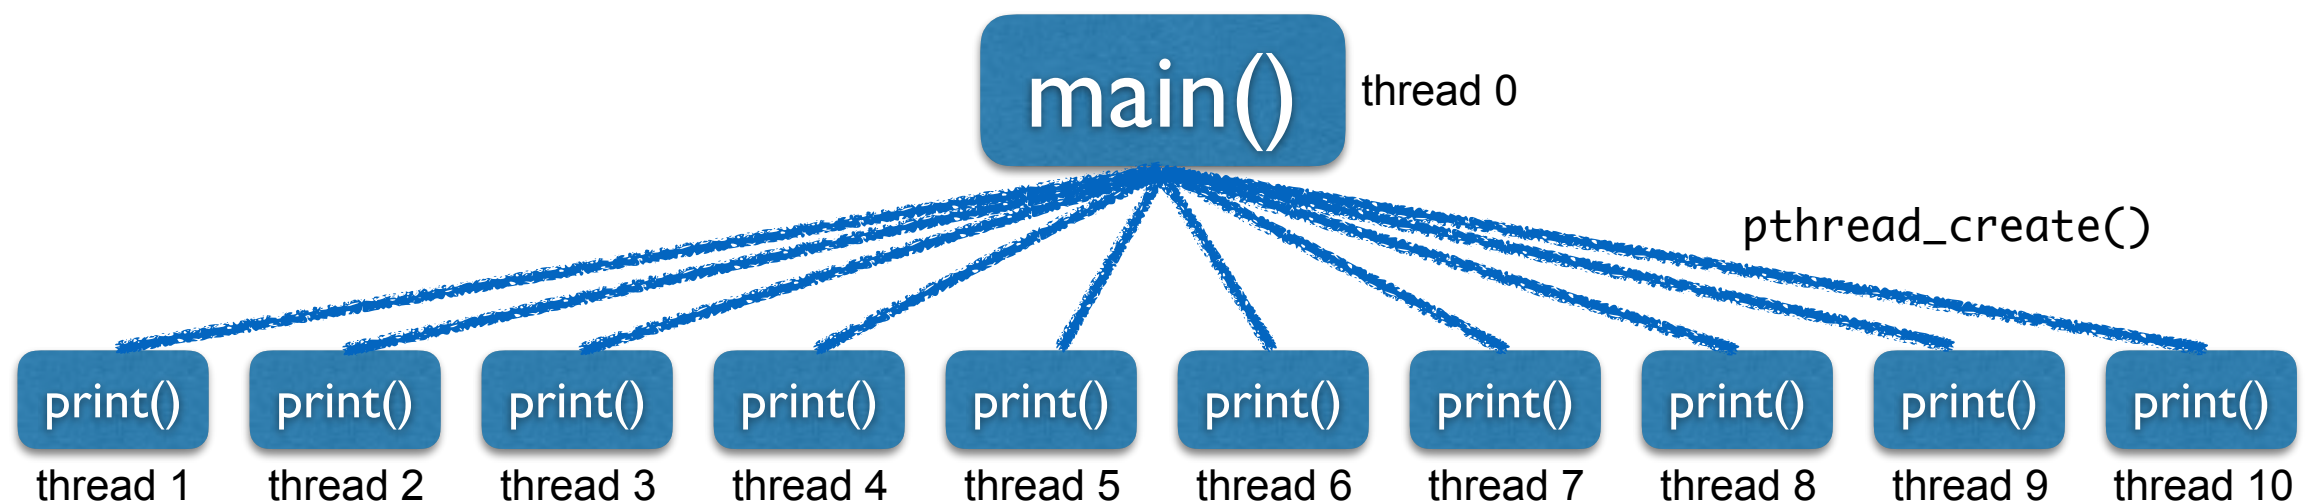 main()
thread 0
pthread_create()
print()
print()
print()
print()
print()
print()
print()
print()
print()
print()
thread 1
thread 2
thread 3
thread 4
thread 5
thread 6
thread 7
thread 8
thread 9
thread 10